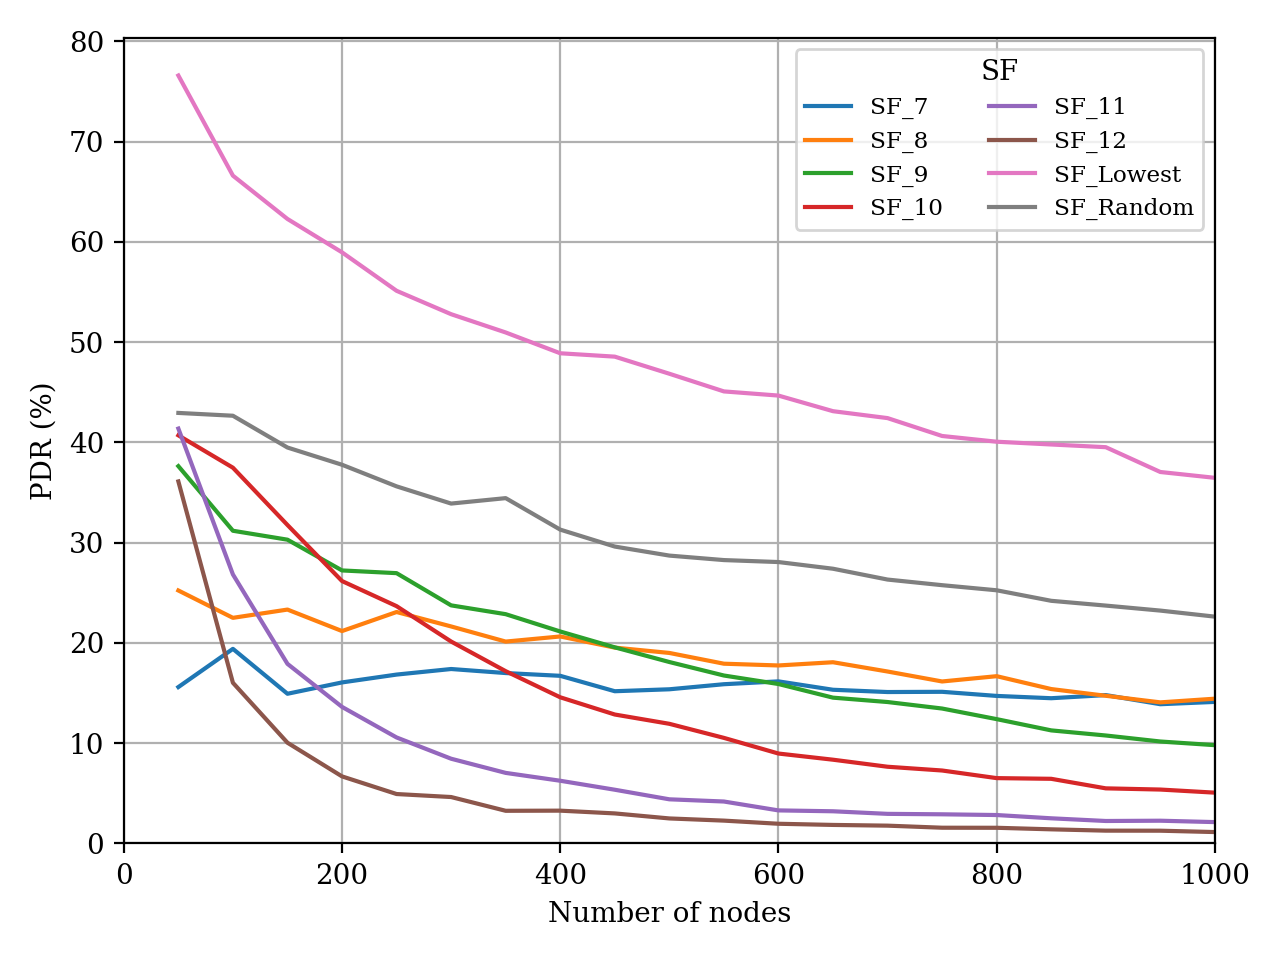 80
70
60
50
40
30
20
10
0
PDR (%)
0 200 400 600 800 1000
Number of nodes
SF
SF_7 SF_11
SF_8 SF_12
SF_9 SF_Lowest
SF_10 SF_Random